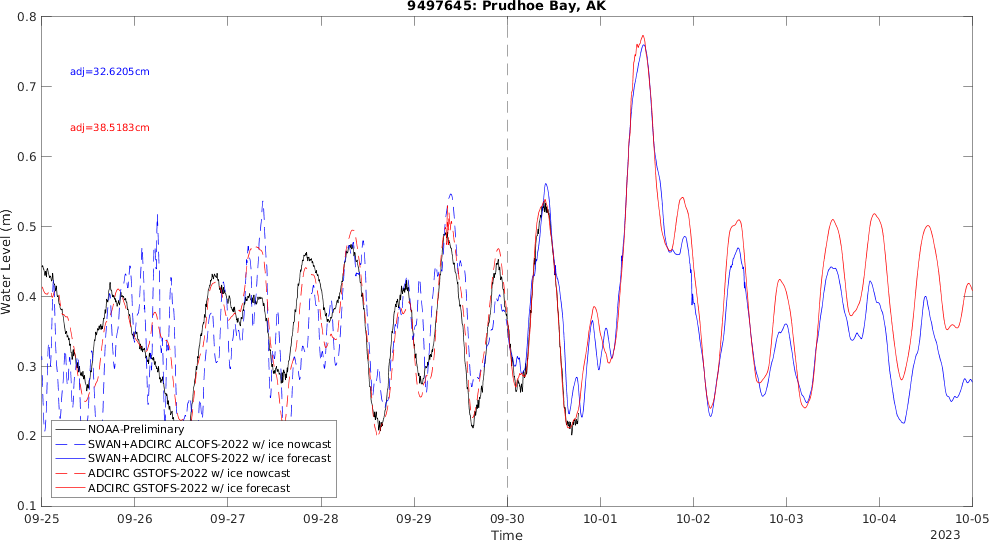 9497645: Prudhoe Bay, AK
0.8
0.7
0.6
0.5
0.4
0.3
0.2
0.1
Water Level (m)
adj=32.6205cm
adj=38.5183cm
NOAA-Preliminary
SWAN+ADCIRC ALCOFS-2022 w/ ice nowcast
SWAN+ADCIRC ALCOFS-2022 w/ ice forecast
ADCIRC GSTOFS-2022 w/ ice nowcast
ADCIRC GSTOFS-2022 w/ ice forecast
09-25 09-26 09-27 09-28 09-29 09-30 10-01 10-02 10-03 10-04 10-05
Time
2023